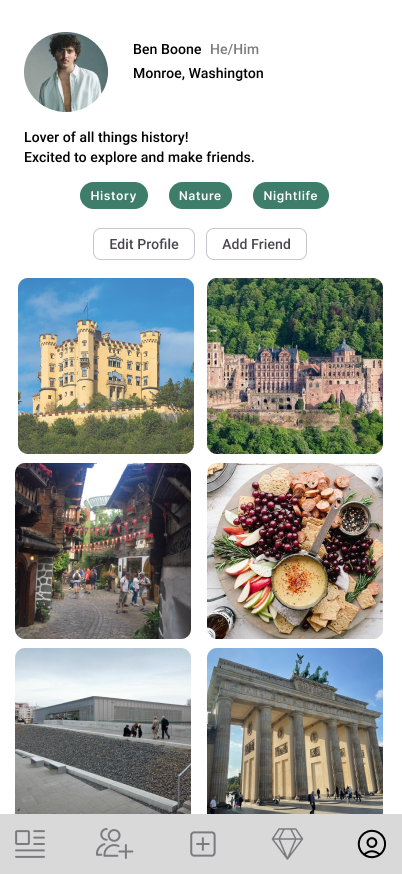 Ben Boone He/Him
Monroe, Washington
Lover of all things history!
Excited to explore and make friends.
History Nature Nightlife
Edit Profile Add Friend